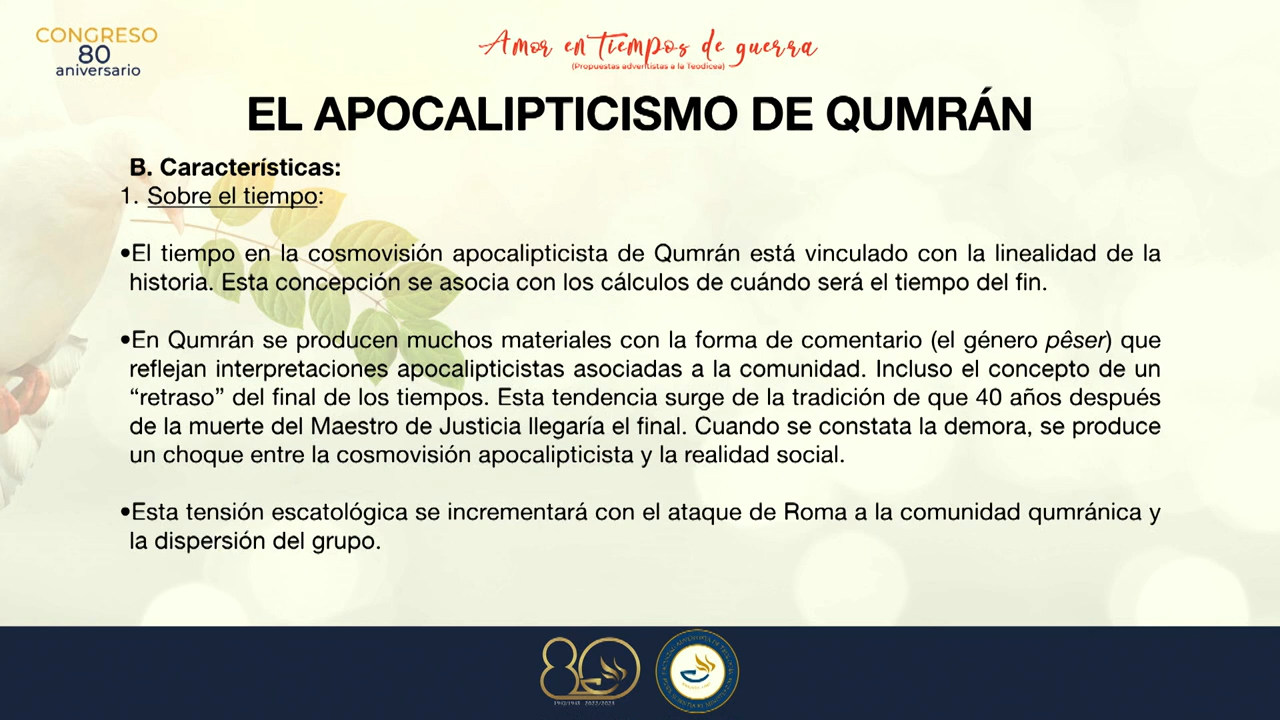 CONGRESO
80
aniversario
Amor en Tiempos de guerra
(Propuestas adventistas a la Teodicea)
EL APOCALIPTICISMO DE QUMRÁN
B. Características:
1. Sobre el tiempo:
•El tiempo en la cosmovisión apocalipticista de Qumrán está vinculado con la linealidad de la
historia. Esta concepción se asocia con los cálculos de cuándo será el tiempo del fin.
•En Qumrán se producen muchos materiales con la forma de comentario (el género pêser) que
reflejan interpretaciones apocalipticistas asociadas a la comunidad. Incluso el concepto de un
“retraso” del final de los tiempos. Esta tendencia surge de la tradición de que 40 años después
de la muerte del Maestro de Justicia llegaría el final. Cuando se constata la demora, se produce
un choque entre la cosmovisión apocalipticista y la realidad social.
•Esta tensión escatológica se incrementará con el ataque de Roma a la comunidad qumránica y
la dispersión del grupo.
80